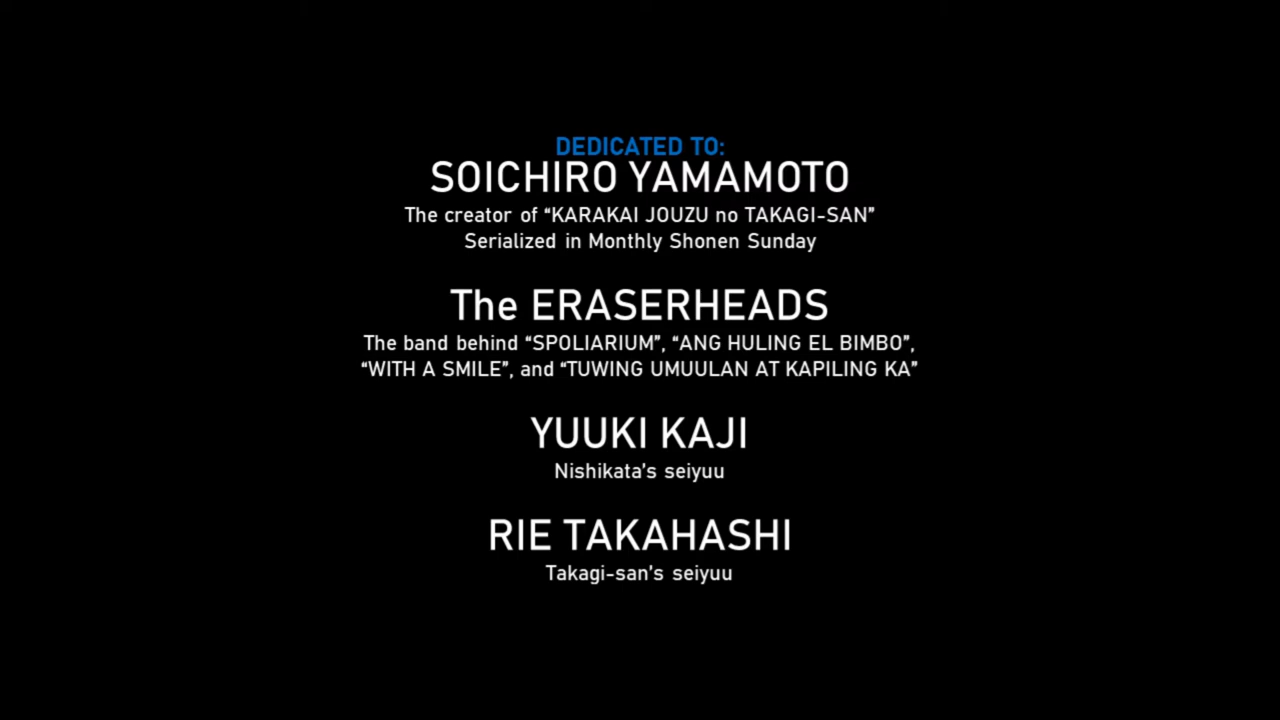 DEDICATED TO:
SOICHIRO YAMAMOTO
The creator of “KARAKAI JOUZU no TAKAGI-SAN”
Serialized in Monthly Shonen Sunday
The ERASERHEADS
The band behind “SPOLIARIUM”, “ANG HULING EL BIMBO”,
“WITH A SMILE”, and “TUWING UMUULAN AT KAPILING KA”
YUUKI KAJI
Nishikata’s seiyuu
RIE TAKAHASHI
Takagi-san’s seiyuu